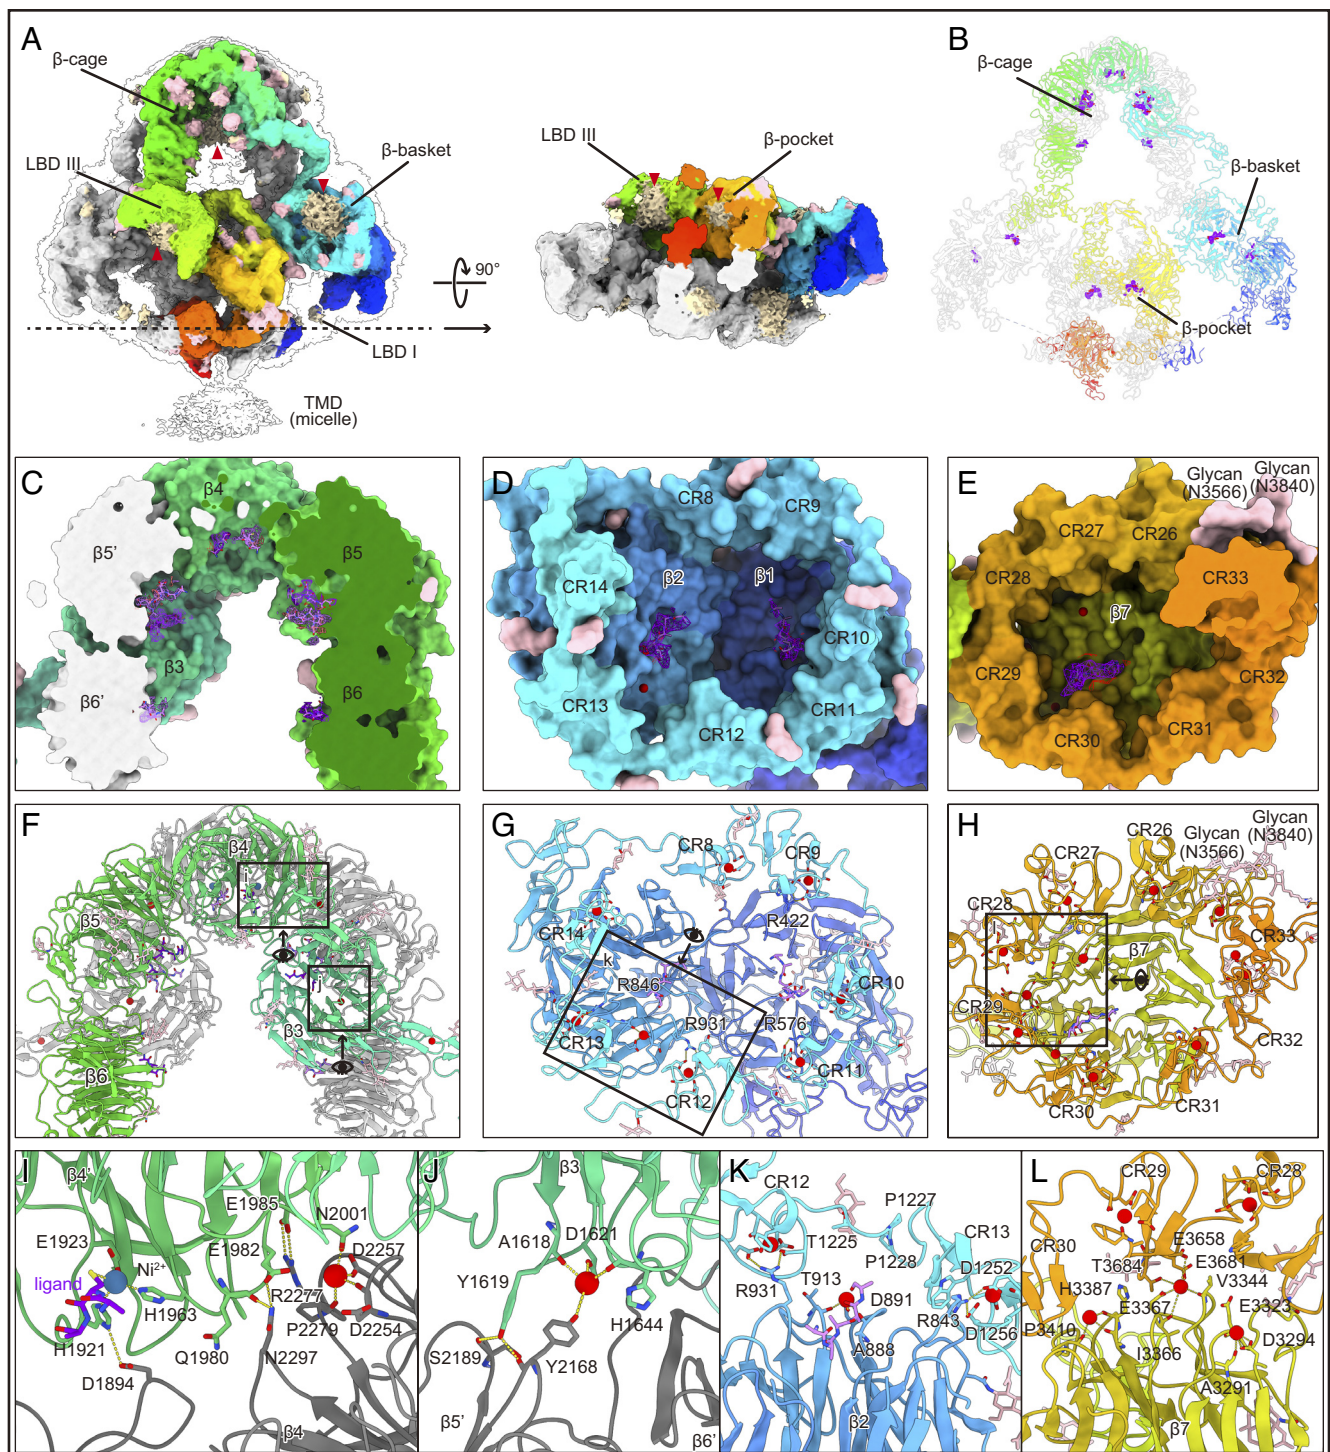 A
β-cage
LBD III
β-basket
LBD I
TMD
(micelle)
90°
LBD III
β-pocket
B
β-cage
β-basket
β-pocket
C
β4
β5'
β5
β3
β6'
β6
D
CR8
CR9
CR14
β2
β1
CR10
CR13
CR11
CR12
E
Glycan
(N3566)
Glycan
(N3840)
CR27
CR26
CR28
CR33
β7
CR29
CR32
CR31
CR30
F
β4
i
β5
j
β3
β6
G
CR8
CR9
R422
CR14
k
R846
CR10
R931
R576
CR13
CR11
CR12
H
Glycan
(N3840)
CR26
Glycan
(N3566)
CR27
CR28
β7
CR33
CR29
CR32
CR30
CR31
I
β4'
E1985
N2001
E1923
E1982
D2257
Ni2+
ligand
R2277
H1963
P2279
D2254
H1921
Q1980
N2297
D1894
β4
J
β3
D1621
A1618
Y1619
H1644
S2189
Y2168
β5'
β6'
K
CR12
P1227
CR13
T1225
P1228
D1252
T913
R931
D891
R843
A888
D1256
β2
L
CR29
CR28
CR30
E3658
T3684
E3681
H3387
V3344
E3367
E3323
P3410
I3366
D3294
A3291
β7